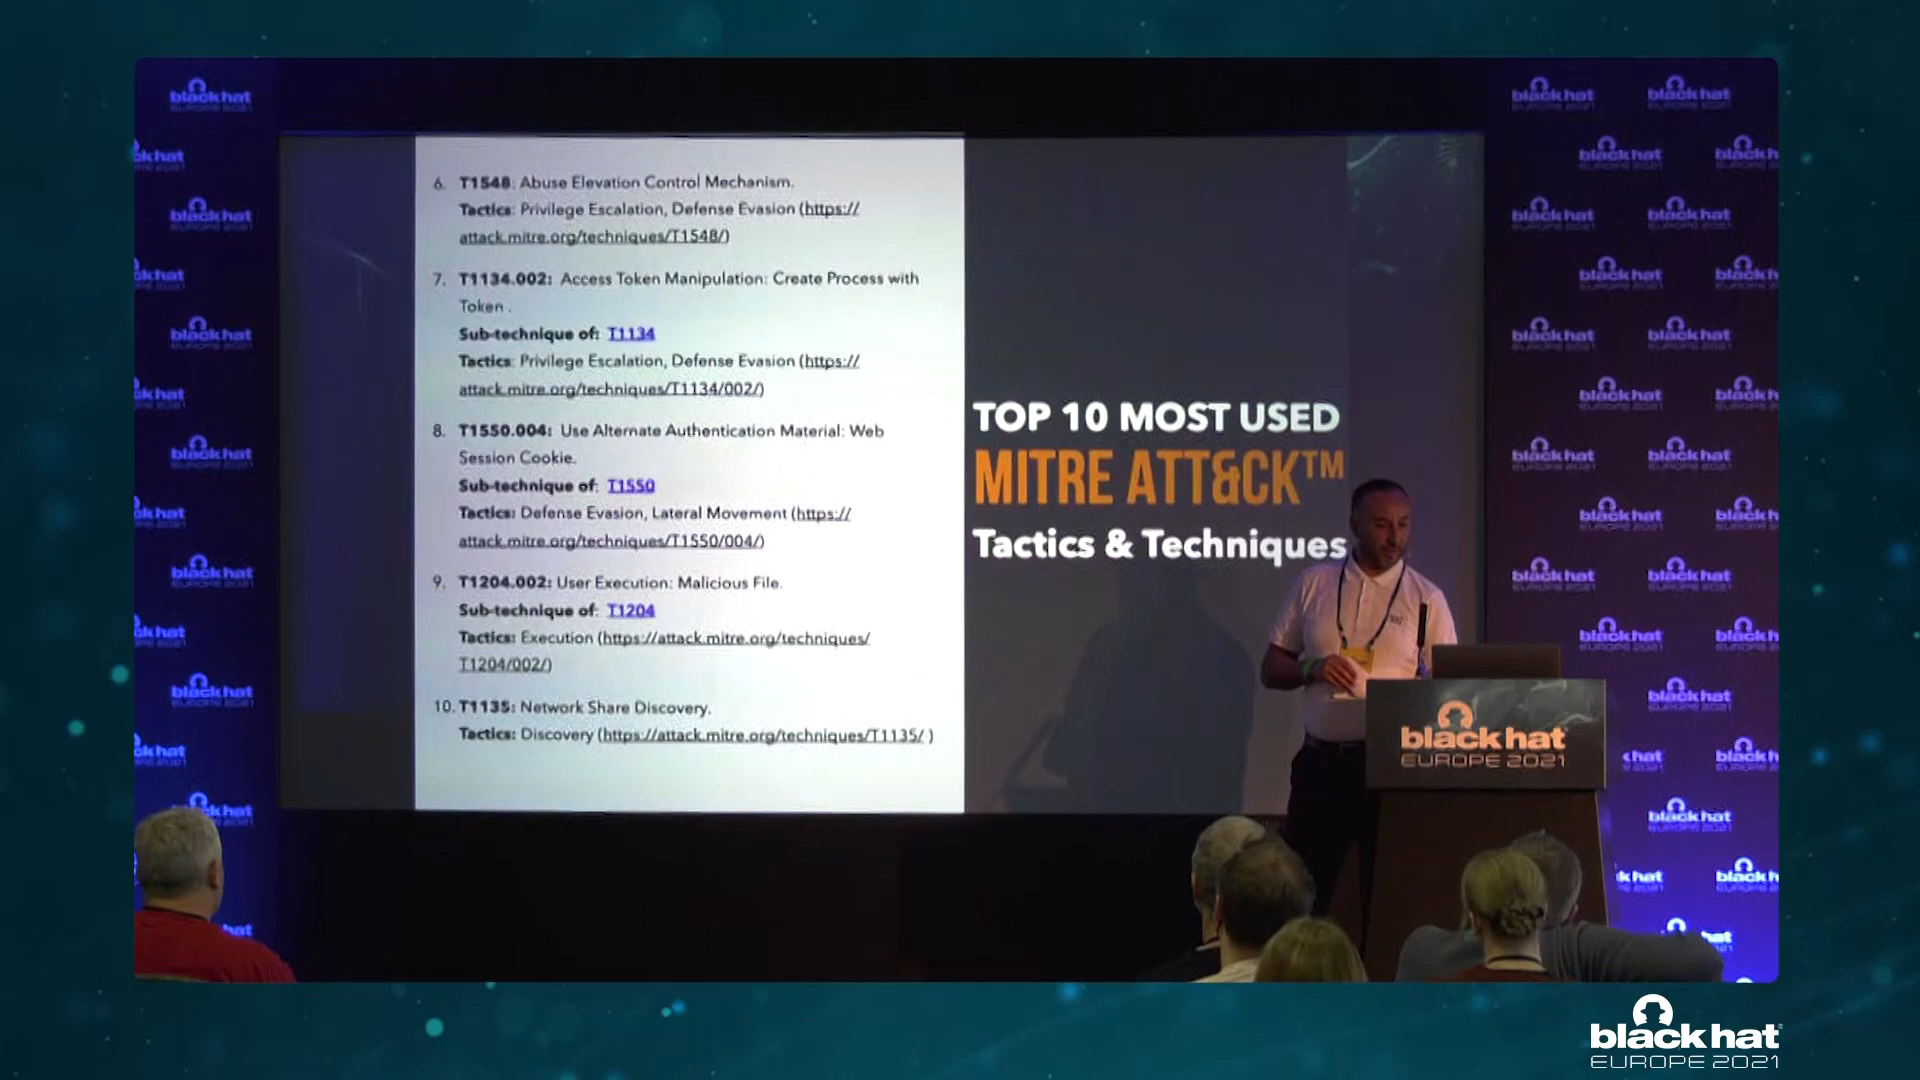 6. T1548: Abuse Elevation Control Mechanism.
Tactics: Privilege Escalation, Defense Evasion (https://
attack.mitre.org/techniques/T1548/)
7. T1134.002: Access Token Manipulation: Create Process with
Token .
Sub-technique of: T1134
Tactics: Privilege Escalation, Defense Evasion (https://
attack.mitre.org/techniques/T1134/002/)
8. T1550.004: Use Alternate Authentication Material: Web
Session Cookie.
Sub-technique of: T1550
Tactics: Defense Evasion, Lateral Movement (https://
attack.mitre.org/techniques/T1550/004/)
9. T1204.002: User Execution: Malicious File.
Sub-technique of: T1204
Tactics: Execution (https://attack.mitre.org/techniques/
T1204/002/)
10. T1135: Network Share Discovery.
Tactics: Discovery (https://attack.mitre.org/techniques/T1135/ )
TOP 10 MOST USED
MITRE ATT&CK™
Tactics & Techniques
black hat
EUROPE 2021
black hat
EUROPE 2021